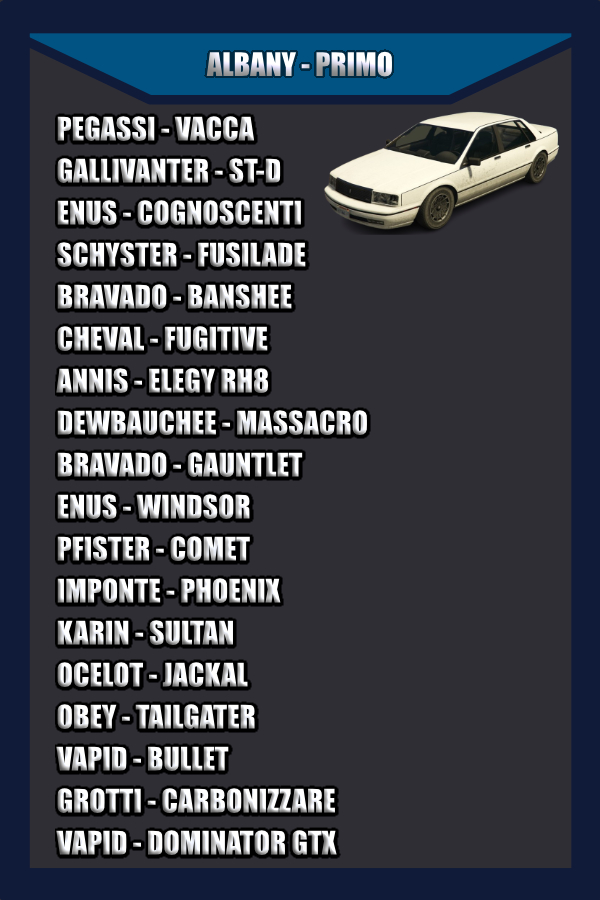 ALBANY - PRIMO
PEGASSI - VACCA
GALLIVANTER - ST-D
ENUS - COGNOSCENTI
SCHYSTER - FUSILADE
BRAVADO - BANSHEE
CHEVAL - FUGITIVE
ANNIS - ELEGY RH8
DEWBAUCHEE - MASSACRO
BRAVADO - GAUNTLET
ENUS - WINDSOR
PFISTER - COMET
IMPONTE - PHOENIX
KARIN - SULTAN
OCELOT - JACKAL
OBEY - TAILGATER
VAPID - BULLET
GROTTI - CARBONIZZARE
VAPID - DOMINATOR GTX